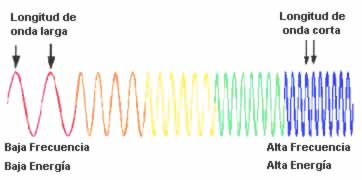 Longitud de
onda larga
Longitud de
onda corta
Baja Frecuencia
Baja Energía
Alta Frecuencia
Alta Energía